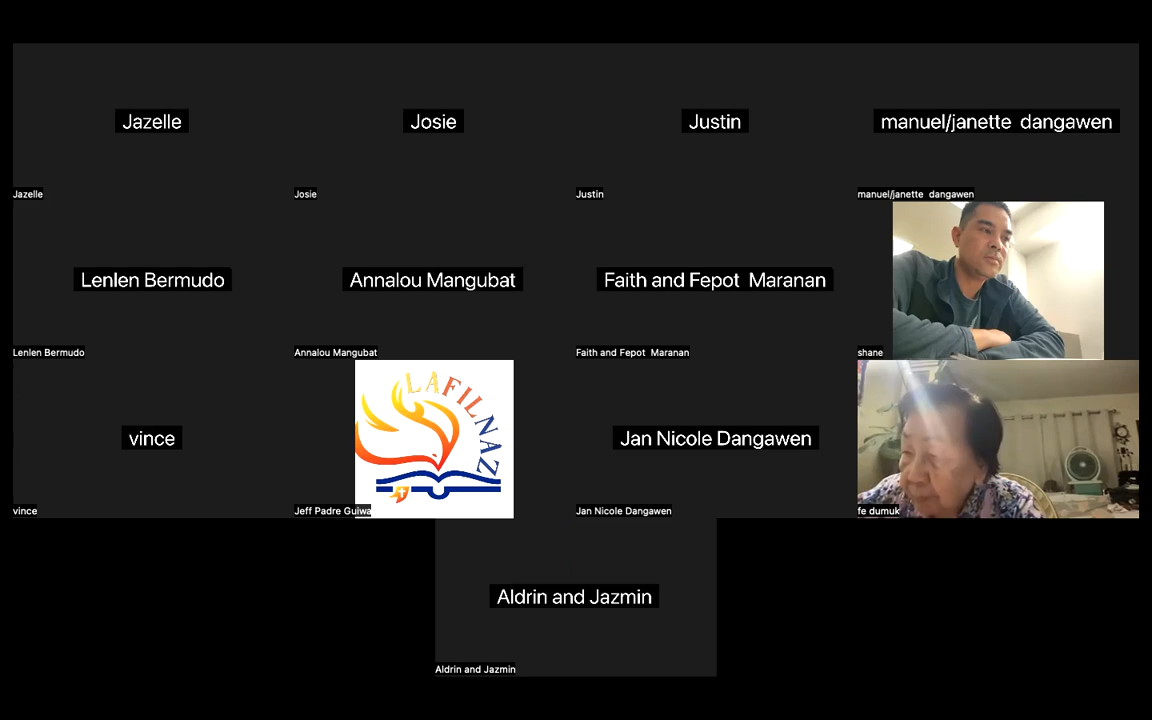 Jazelle
Josie
Justin
manuel/janette dangawen
Jazelle
Josie
Justin
manuel/janette dangawen
Lenlen Bermudo
Annalou Mangubat
Faith and Fepot Maranan
Lenlen Bermudo
Annalou Mangubat
Faith and Fepot Maranan
shane
vince
LAFILNAZ
Jan Nicole Dangawen
vince
Jeff Padre Guiwa
Jan Nicole Dangawen
fe dumuk
Aldrin and Jazmin
Aldrin and Jazmin